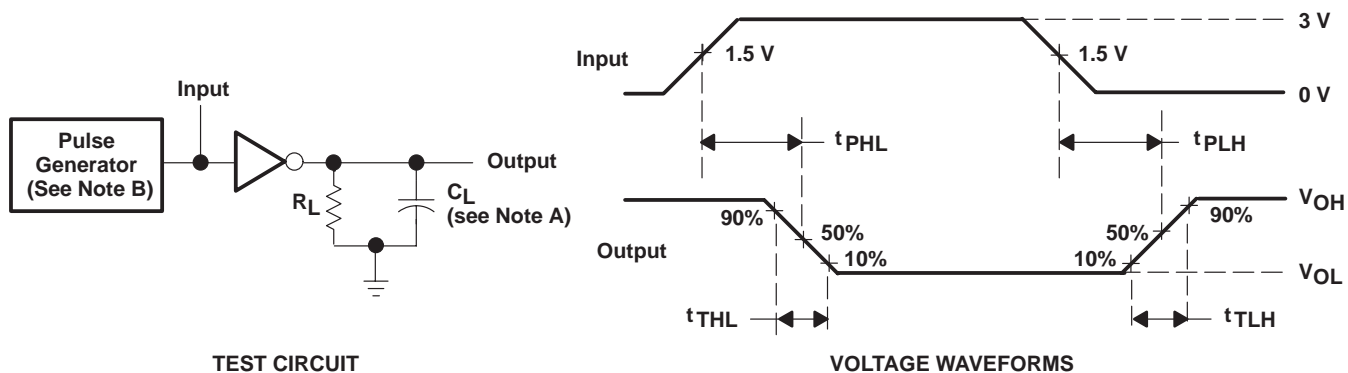 Input
Pulse
Generator
(See Note B)
RL
CL
(see Note A)
Output
TEST CIRCUIT
3 V
1.5 V
1.5 V
Input
0 V
tPHL
tPLH
VOH
90%
90%
50%
50%
Output
10%
10%
VOL
tTHL
tTLH
VOLTAGE WAVEFORMS